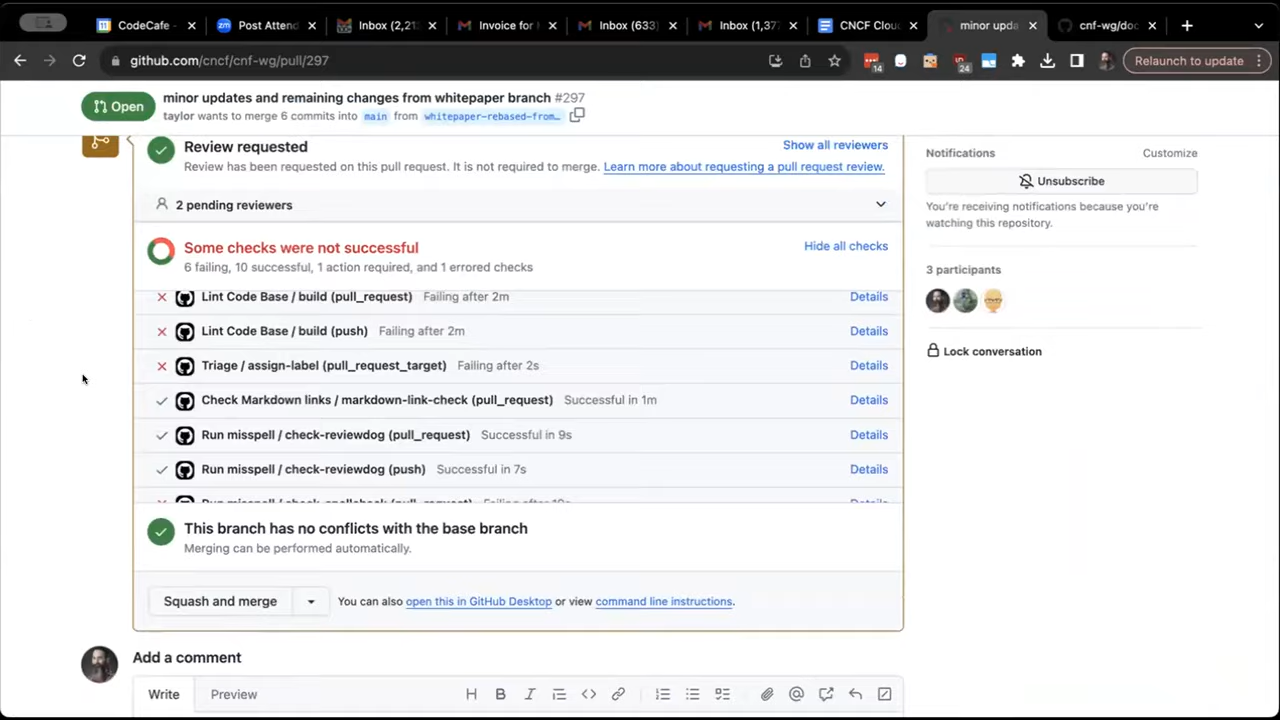 CodeCafe -
Post Attend
Inbox (2,21
Invoice for
Inbox (633)
Inbox (1,37
CNCF Clou
minor upda
cnf-wg/doc
github.com/cncf/cnf-wg/pull/297
14
24
Relaunch to update
Open
minor updates and remaining changes from whitepaper branch #297
taylor wants to merge 6 commits into main from whitepaper-rebased-from…
Review requested
Show all reviewers
Review has been requested on this pull request. It is not required to merge. Learn more about requesting a pull request review.
2 pending reviewers
Some checks were not successful
Hide all checks
6 failing, 10 successful, 1 action required, and 1 errored checks
Lint Code Base / build (pull_request) Failing after 2m Details
Lint Code Base / build (push) Failing after 2m Details
Triage / assign-label (pull_request_target) Failing after 2s Details
Check Markdown links / markdown-link-check (pull_request) Successful in 1m Details
Run misspell / check-reviewdog (pull_request) Successful in 9s Details
Run misspell / check-reviewdog (push) Successful in 7s Details
This branch has no conflicts with the base branch
Merging can be performed automatically.
Squash and merge
You can also open this in GitHub Desktop or view command line instructions.
Add a comment
Write
Preview
H B I
Notifications
Customize
Unsubscribe
You're receiving notifications because you're
watching this repository.
3 participants
Lock conversation